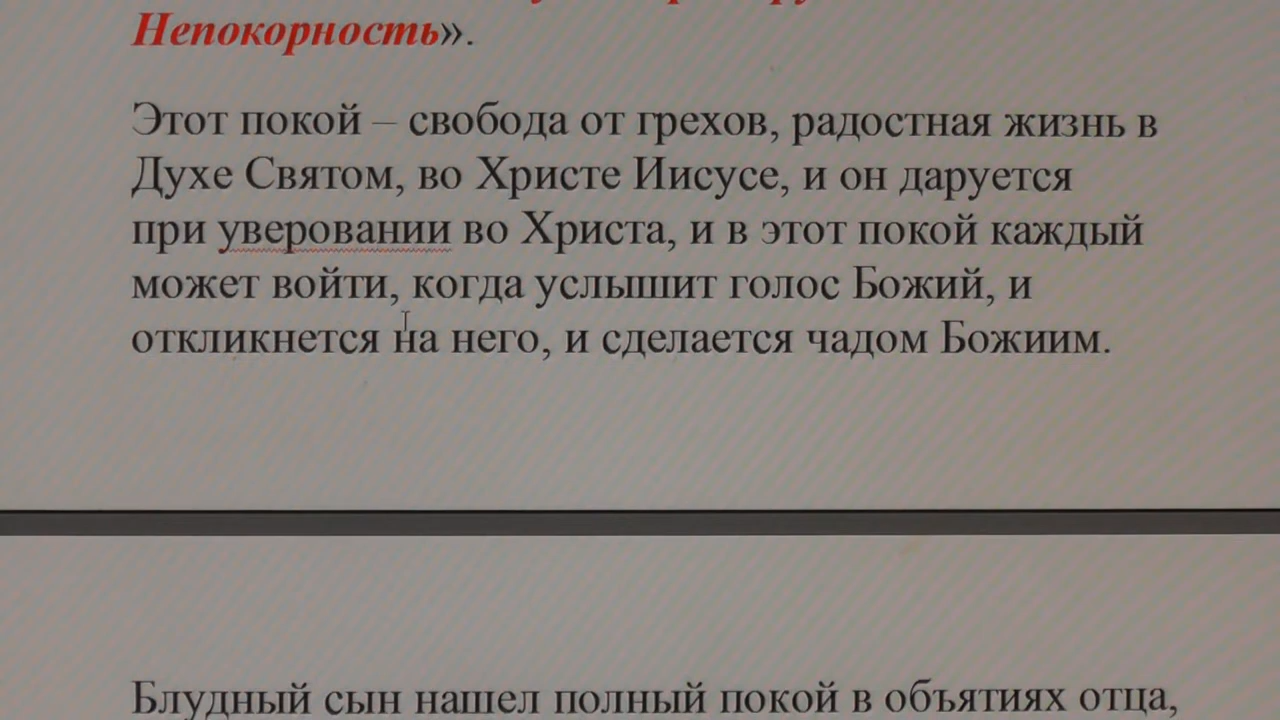 Непокорность».
Этот покой – свобода от грехов, радостная жизнь в
Духе Святом, во Христе Иисусе, и он даруется
при уверовании во Христа, и в этот покой каждый
может войти, когда услышит голос Божий, и
откликнется на него, и сделается чадом Божиим.
Блудный сын нашел полный покой в объятиях отца,